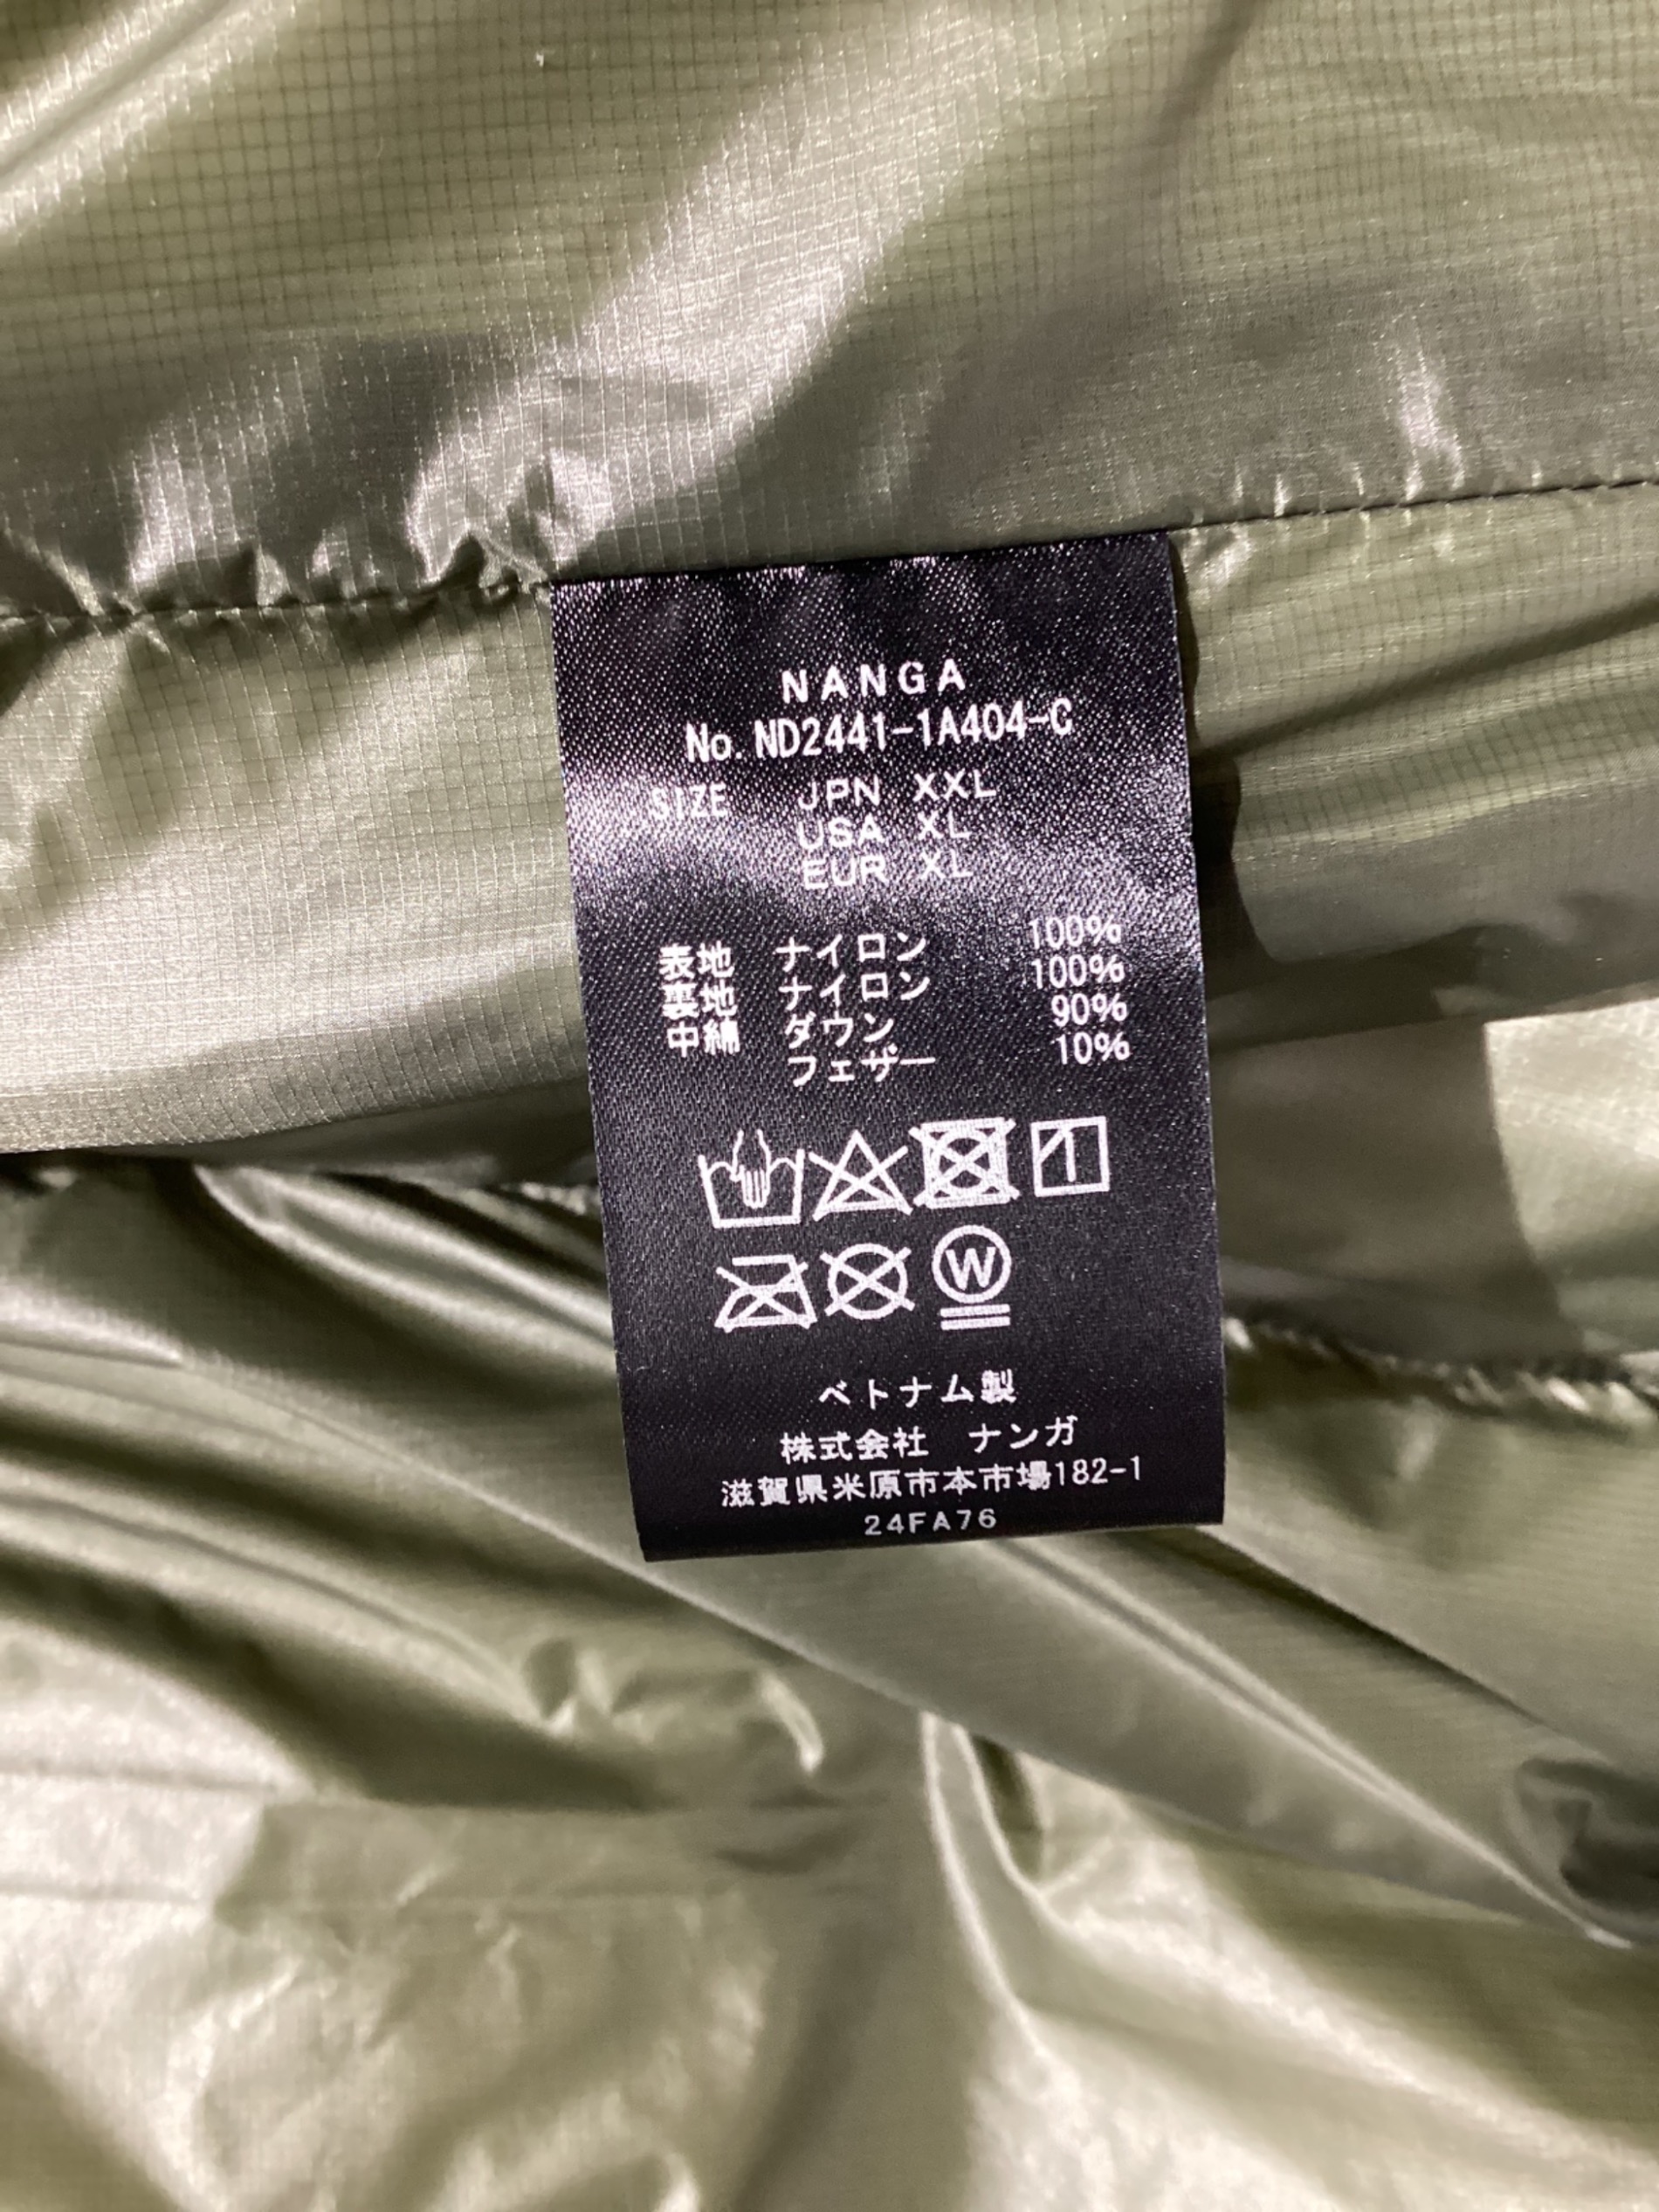 NANGA
No. ND2441-1A404-C
SIZE JPN XXL
USA XL
EUR XL
表地 ナイロン 100%
裏地 ナイロン 100%
中綿 ダウン 90%
フェザー 10%
W
ベトナム製
株式会社 ナンガ
滋賀県米原市本市場182-1
24FA76